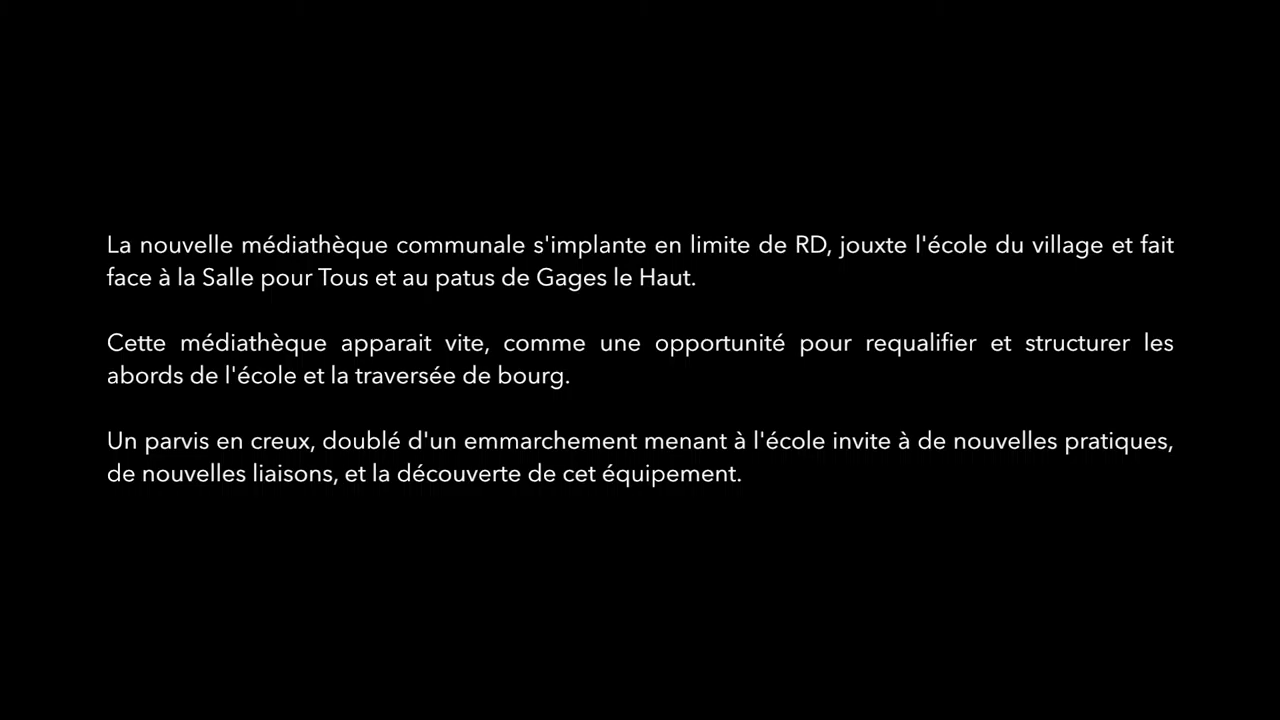 La nouvelle médiathèque communale s'implante en limite de RD, jouxte l'école du village et fait
face à la Salle pour Tous et au patus de Gages le Haut.
Cette médiathèque apparait vite, comme une opportunité pour requalifier et structurer les
abords de l'école et la traversée de bourg.
Un parvis en creux, doublé d'un emmarchement menant à l'école invite à de nouvelles pratiques,
de nouvelles liaisons, et la découverte de cet équipement.